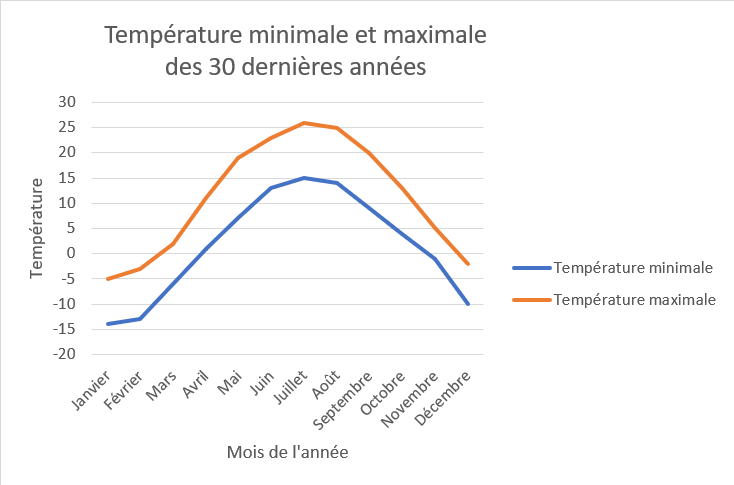 Température minimale et maximale
des 30 dernières années
30
25
20
15
10
5
0
-5
-10
-15
-20
Température
Janvier
Février
Mars
Avril
Mai
Juin
Juillet
Août
Septembre
Octobre
Novembre
Décembre
Mois de l'année
Température minimale
Température maximale